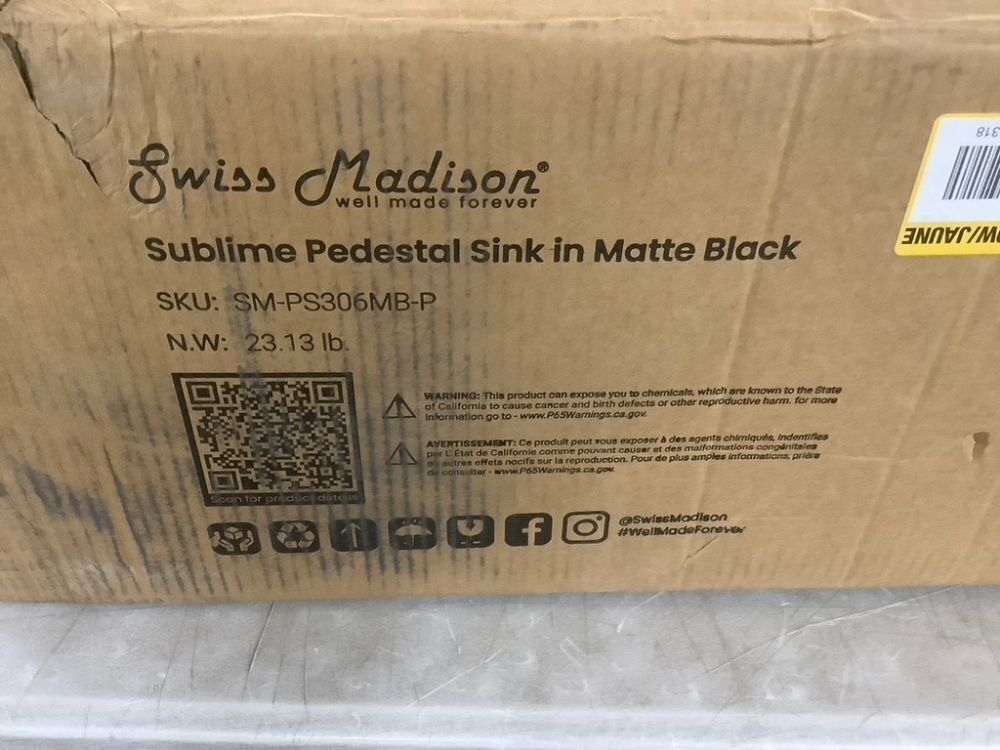 Swiss Madison®
well made forever
Sublime Pedestal Sink in Matte Black
SKU: SM-PS306MB-P
N.W: 23.13 lb.
Scan for product details
WARNING: This product can expose you to chemicals, which are known to the State
of California to cause cancer and birth defects or other reproductive harm. for more
information go to - www.P65Warnings.ca.gov.
AVERTISSEMENT: Ce produit peut vous exposer à des agents chimiqués, indentifies
par L'État de Californie comme pouvant causer et des malformations congénitales
ou autres effets nocifs sur la reproduction. Pour de plus amples informations, prière
de consulter - www.P65Warnings.ca.gov.
@SwissMadison
#WellMadeForever
318
OW/JAUNE